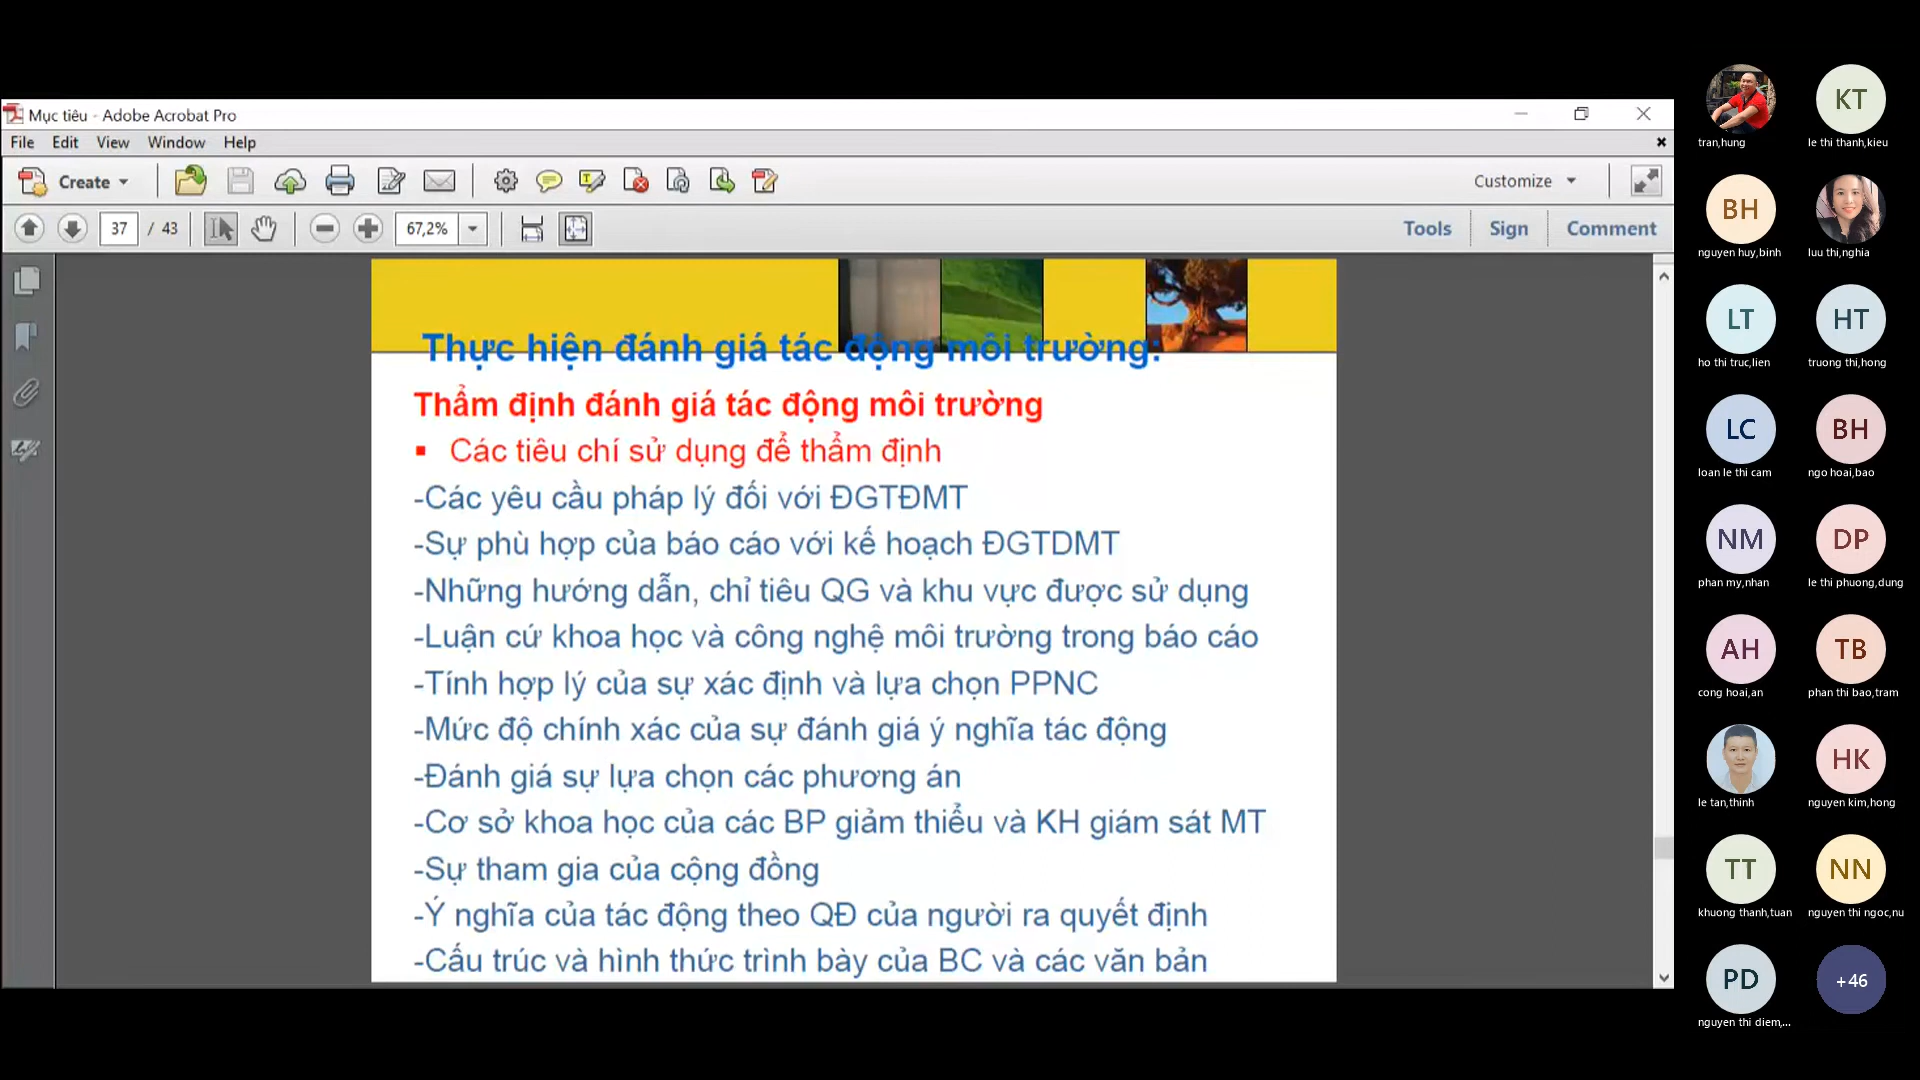 Mục tiêu - Adobe Acrobat Pro
File Edit View Window Help
Create
Customize
37 / 43
67,2%
Tools Sign Comment
Thực hiện đánh giá tác động môi trường:
Thẩm định đánh giá tác động môi trường
▪ Các tiêu chí sử dụng để thẩm định
-Các yêu cầu pháp lý đối với ĐGTĐMT
-Sự phù hợp của báo cáo với kế hoạch ĐGTDMT
-Những hướng dẫn, chỉ tiêu QG và khu vực được sử dụng
-Luận cứ khoa học và công nghệ môi trường trong báo cáo
-Tính hợp lý của sự xác định và lựa chọn PPNC
-Mức độ chính xác của sự đánh giá ý nghĩa tác động
-Đánh giá sự lựa chọn các phương án
-Cơ sở khoa học của các BP giảm thiểu và KH giám sát MT
-Sự tham gia của cộng đồng
-Ý nghĩa của tác động theo QĐ của người ra quyết định
-Cấu trúc và hình thức trình bày của BC và các văn bản
KT
tran,hung
le thi thanh,kieu
BH
nguyen huy,binh
luu thi,nghia
LT
HT
ho thi truc,lien
truong thi,hong
LC
BH
loan le thi cam
ngo hoai,bao
NM
DP
phan my,nhan
le thi phuong,dung
AH
TB
cong hoai,an
phan thi bao,tram
HK
le tan,thinh
nguyen kim,hong
TT
NN
khuong thanh,tuan
nguyen thi ngoc,nu
PD
+46
nguyen thi diem,...